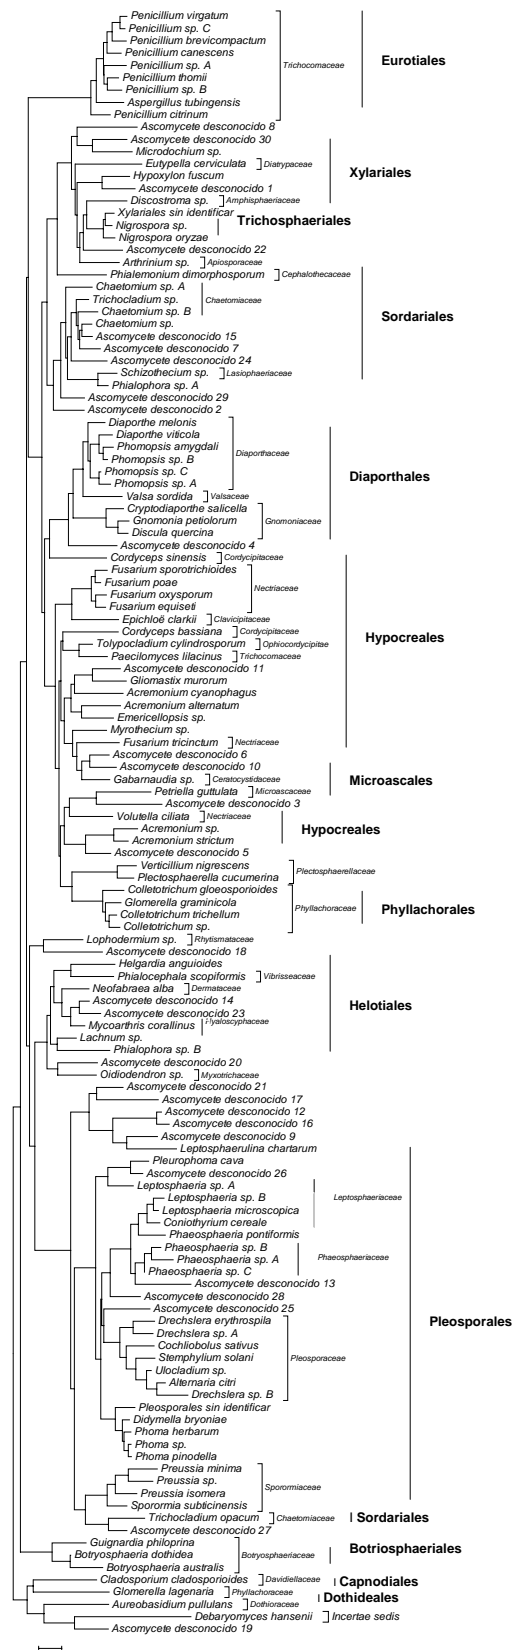 Penicillium virgatum
Penicillium sp. C
Penicillium brevicompactum
Penicillium canescens
Eurotiales
Penicillium sp. A
Trichocomaceae
Penicillium thomii
Penicillium sp. B
Aspergillus tubingensis
Penicillium citrinum
Ascomycete desconocido 8
Ascomycete desconocido 30
Microdochium sp.
Eutypella cerviculata Diatrypaceae
Xylariales
Hypoxylon fuscum
Ascomycete desconocido 1
Discostroma sp. Amphisphaeriaceae
Xylariales sin identificar
Trichosphaeriales
Nigrospora sp.
Nigrospora oryzae
Ascomycete desconocido 22
Arthrinium sp. Apiosporaceae
Phialemonium dimorphosporum Cephalothecaceae
Chaetomium sp. A
Trichocladium sp. Chaetomiaceae
Chaetomium sp. B
Sordariales
Chaetomium sp.
Ascomycete desconocido 15
Ascomycete desconocido 7
Ascomycete desconocido 24
Schizothecium sp. Lasiophaeriaceae
Phialophora sp. A
Ascomycete desconocido 29
Ascomycete desconocido 2
Diaporthe melonis
Diaporthe viticola
Phomopsis amygdali
Diaporthaceae
Phomopsis sp. B
Phomopsis sp. C
Diaporthales
Phomopsis sp. A
Valsa sordida Valsaceae
Cryptodiaporthe salicella
Gnomonia petiolorum Gnomoniaceae
Discula quercina
Ascomycete desconocido 4
Cordyceps sinensis Cordycipitaceae
Fusarium sporotrichioides
Fusarium poae Nectriaceae
Fusarium oxysporum
Fusarium equiseti
Epichloë clarkii Clavicipitaceae
Cordyceps bassiana Cordycipitaceae
Hypocreales
Tolypocladium cylindrosporum Ophiocordycipitae
Paecilomyces lilacinus Trichocomaceae
Ascomycete desconocido 11
Gliomastix murorum
Acremonium cyanophagus
Acremonium alternatum
Emericellopsis sp.
Myrothecium sp.
Fusarium tricinctum Nectriaceae
Ascomycete desconocido 6
Ascomycete desconocido 10
Gabarnaudia sp. Ceratocystidaceae
Microascales
Petriella guttulata Microascaceae
Ascomycete desconocido 3
Volutella ciliata Nectriaceae
Acremonium sp.
Hypocreales
Acremonium strictum
Ascomycete desconocido 5
Verticillium nigrescens
Plectosphaerellaceae
Plectosphaerella cucumerina
Colletotrichum gloeosporioides
Glomerella graminicola
Phyllachoraceae
Phyllachorales
Colletotrichum trichellum
Colletotrichum sp.
Lophodermium sp. Rhytismataceae
Ascomycete desconocido 18
Helgardia anguioides
Phialocephala scopiformis Vibrisseaceae
Neofabraea alba Dermataceae
Ascomycete desconocido 14
Helotiales
Ascomycete desconocido 23
Mycoarthris corallinus Hyaloscyphaceae
Lachnum sp.
Phialophora sp. B
Ascomycete desconocido 20
Oidiodendron sp. Myxotrichaceae
Ascomycete desconocido 21
Ascomycete desconocido 17
Ascomycete desconocido 12
Ascomycete desconocido 16
Ascomycete desconocido 9
Leptosphaerulina chartarum
Pleurophoma cava
Ascomycete desconocido 26
Leptosphaeria sp. A
Leptosphaeria sp. B
Leptosphaeriaceae
Leptosphaeria microscopica
Coniothyrium cereale
Phaeosphaeria pontiformis
Phaeosphaeria sp. B
Phaeosphaeria sp. A Phaeosphaeriaceae
Phaeosphaeria sp. C
Ascomycete desconocido 13
Ascomycete desconocido 28
Ascomycete desconocido 25
Drechslera erythrospila
Pleosporales
Drechslera sp. A
Cochliobolus sativus
Stemphylium solani Pleosporaceae
Ulocladium sp.
Alternaria citri
Drechslera sp. B
Pleosporales sin identificar
Didymella bryoniae
Phoma herbarum
Phoma sp.
Phoma pinodella
Preussia minima
Preussia sp.
Sporormiaceae
Preussia isomera
Sporormia subticinensis
Trichocladium opacum Chaetomiaceae Sordariales
Ascomycete desconocido 27
Guignardia philoprina
Botryosphaeria dothidea Botryosphaeriaceae
Botriosphaeriales
Botryosphaeria australis
Cladosporium cladosporioides Davidiellaceae Capnodiales
Glomerella lagenaria Phyllachoraceae
Dothideales
Aureobasidium pullulans Dothioraceae
Debaryomyces hansenii Incertae sedis
Ascomycete desconocido 19